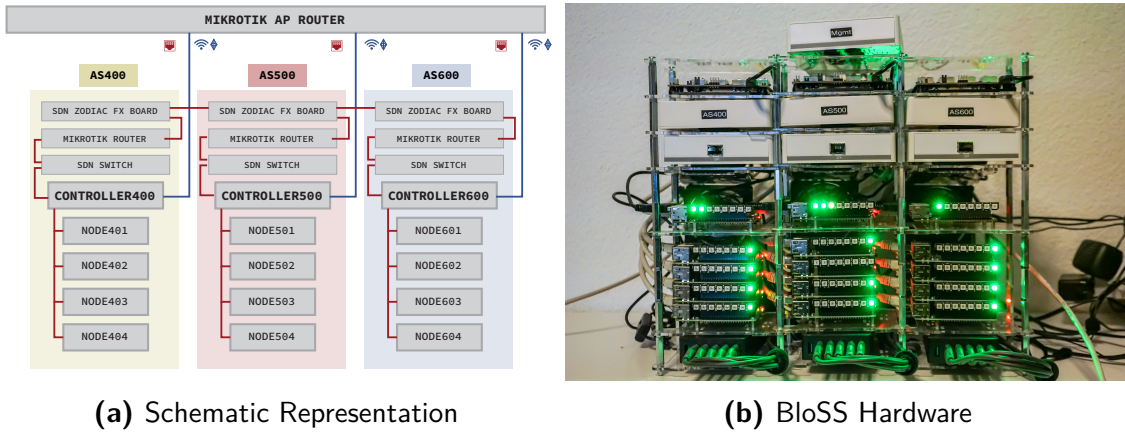 MIKROTIK AP ROUTER
AS400
AS500
AS600
SDN ZODIAC FX BOARD
SDN ZODIAC FX BOARD
SDN ZODIAC FX BOARD
MIKROTIK ROUTER
MIKROTIK ROUTER
MIKROTIK ROUTER
SDN SWITCH
SDN SWITCH
SDN SWITCH
CONTROLLER400
CONTROLLER500
CONTROLLER600
NODE401
NODE501
NODE601
NODE402
NODE502
NODE602
NODE403
NODE503
NODE603
NODE404
NODE504
NODE604
Mgmt
AS400
AS500
AS600
(a) Schematic Representation
(b) BloSS Hardware